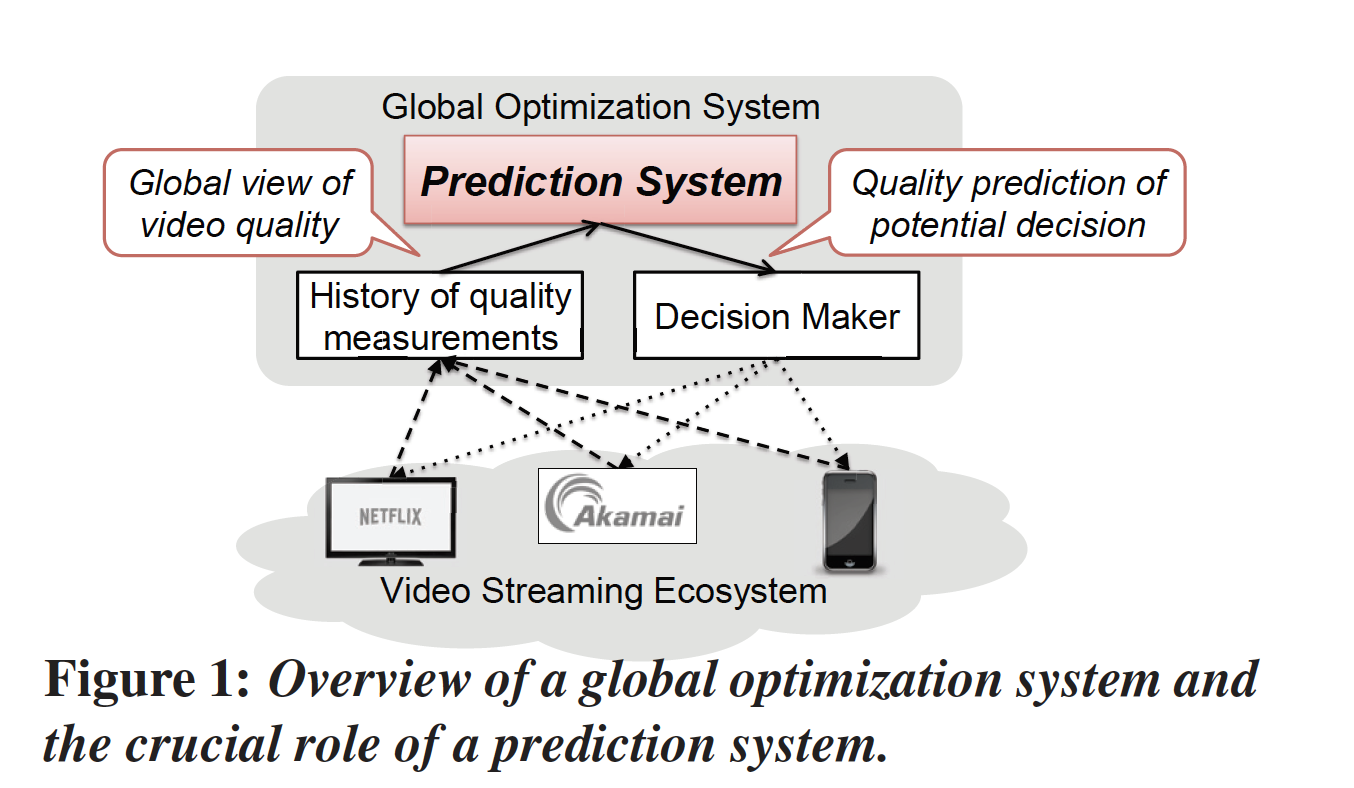 Global Optimization System
Prediction System
Global view of
video quality
Quality prediction of
potential decision
History of quality
measurements
Decision Maker
NETFLIX
Akamai
Video Streaming Ecosystem
Figure 1: Overview of a global optimization system and
the crucial role of a prediction system.